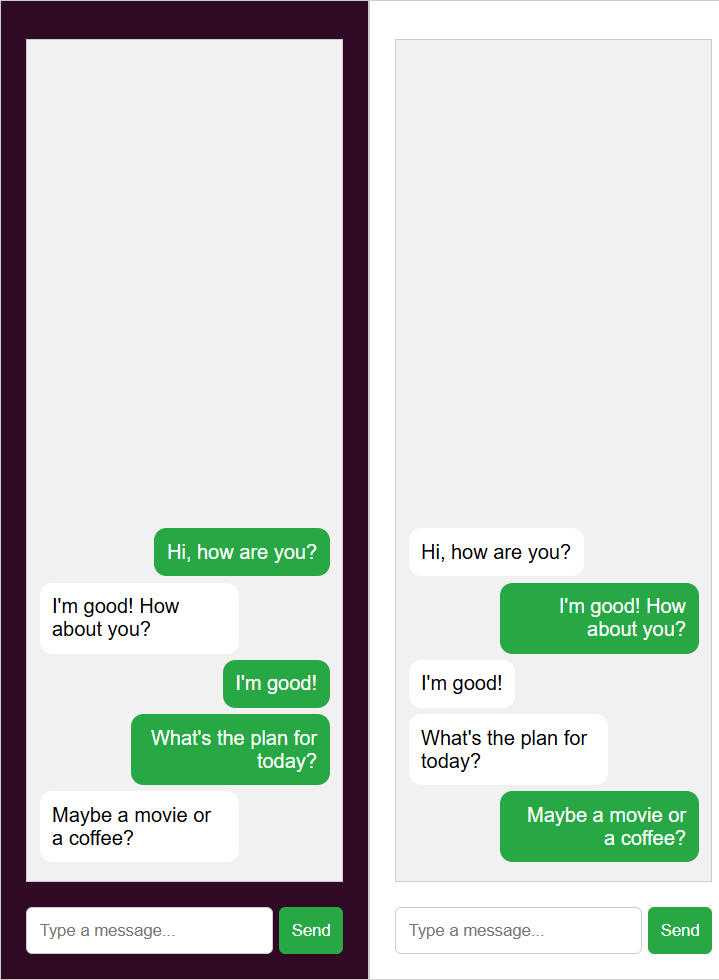 Hi, how are you?
I'm good! How
about you?
I'm good!
What's the plan for
today?
Maybe a movie or
a coffee?
Type a message...
Send
Hi, how are you?
I'm good! How
about you?
I'm good!
What's the plan for
today?
Maybe a movie or
a coffee?
Type a message...
Send